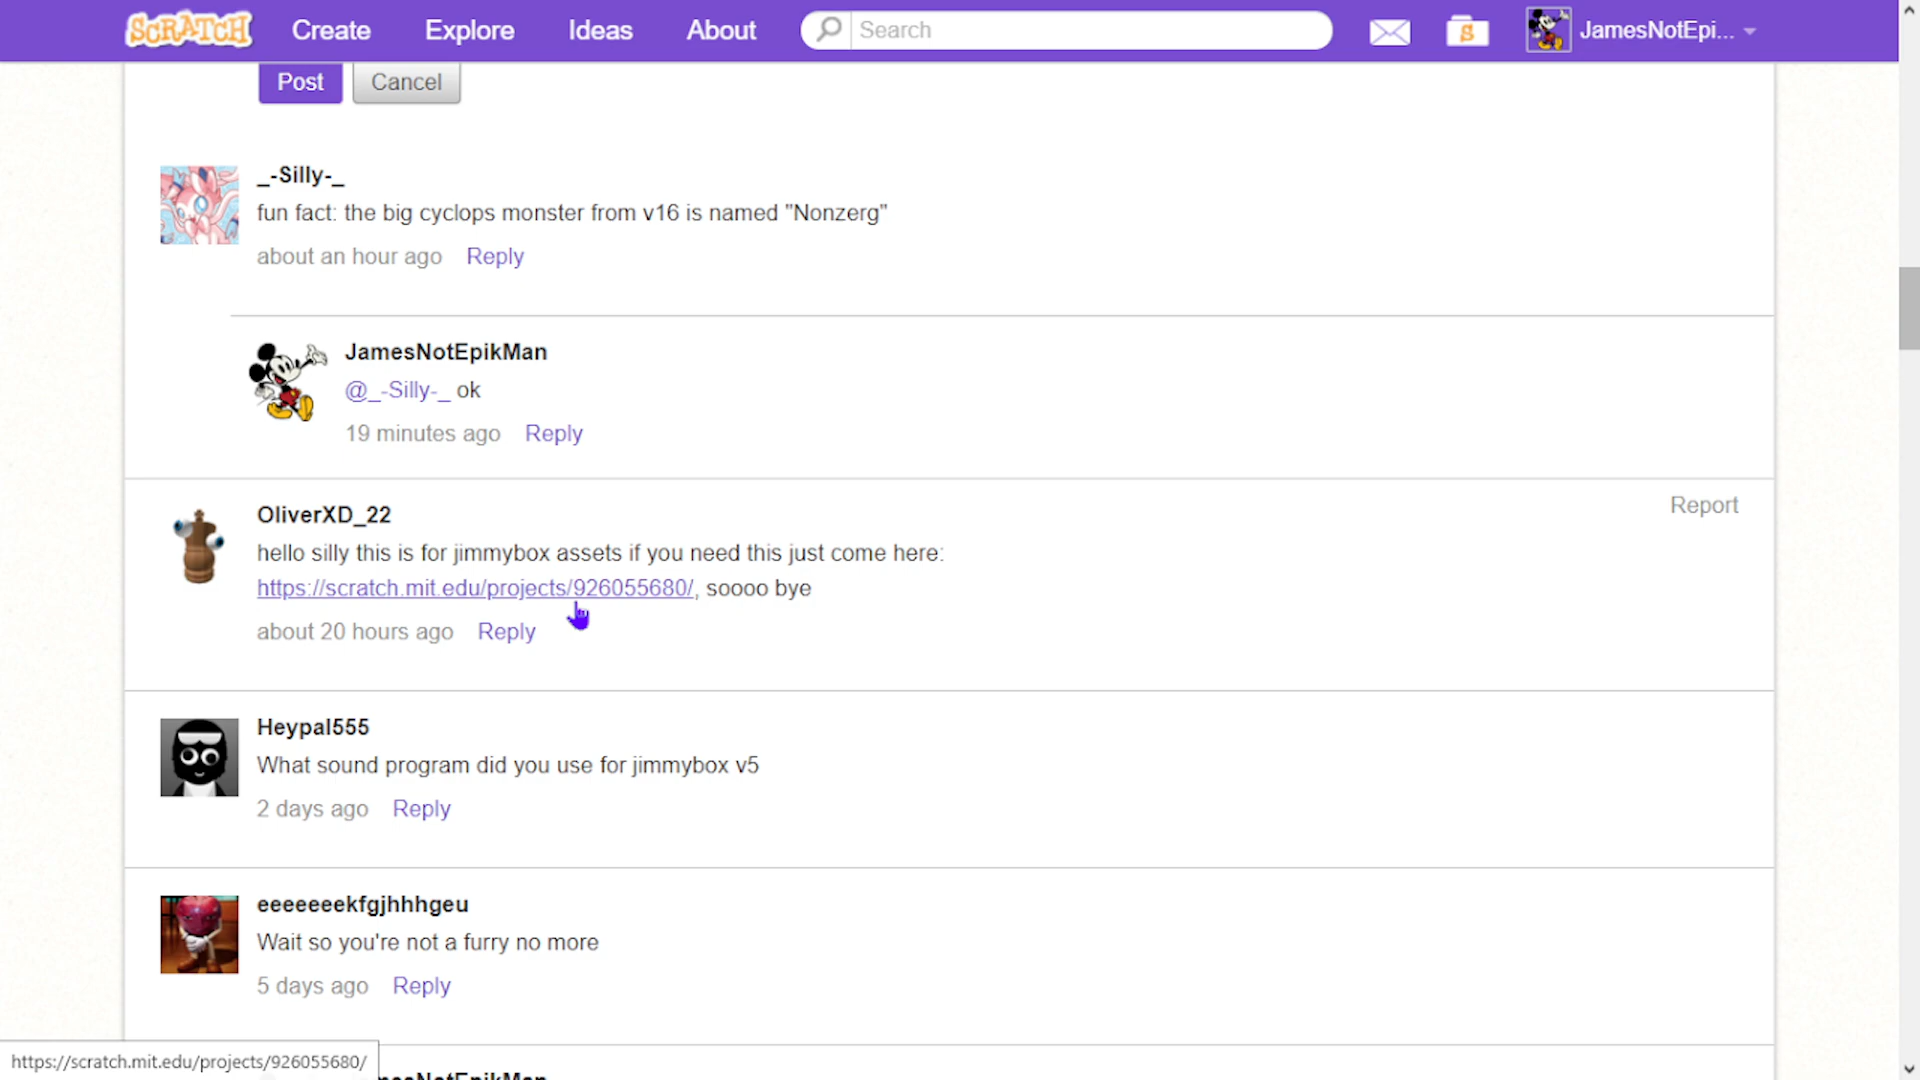 SCRATCH Create Explore Ideas About Search S JamesNotEpi...
Post Cancel
_-Silly-_
fun fact: the big cyclops monster from v16 is named "Nonzerg"
about an hour ago Reply
JamesNotEpikMan
@_-Silly-_ ok
19 minutes ago Reply
OliverXD_22
Report
hello silly this is for jimmybox assets if you need this just come here:
https://scratch.mit.edu/projects/926055680/, soooo bye
about 20 hours ago Reply
Heypal555
What sound program did you use for jimmybox v5
2 days ago Reply
eeeeeeekfgjhhhgeu
Wait so you're not a furry no more
5 days ago Reply
https://scratch.mit.edu/projects/926055680/